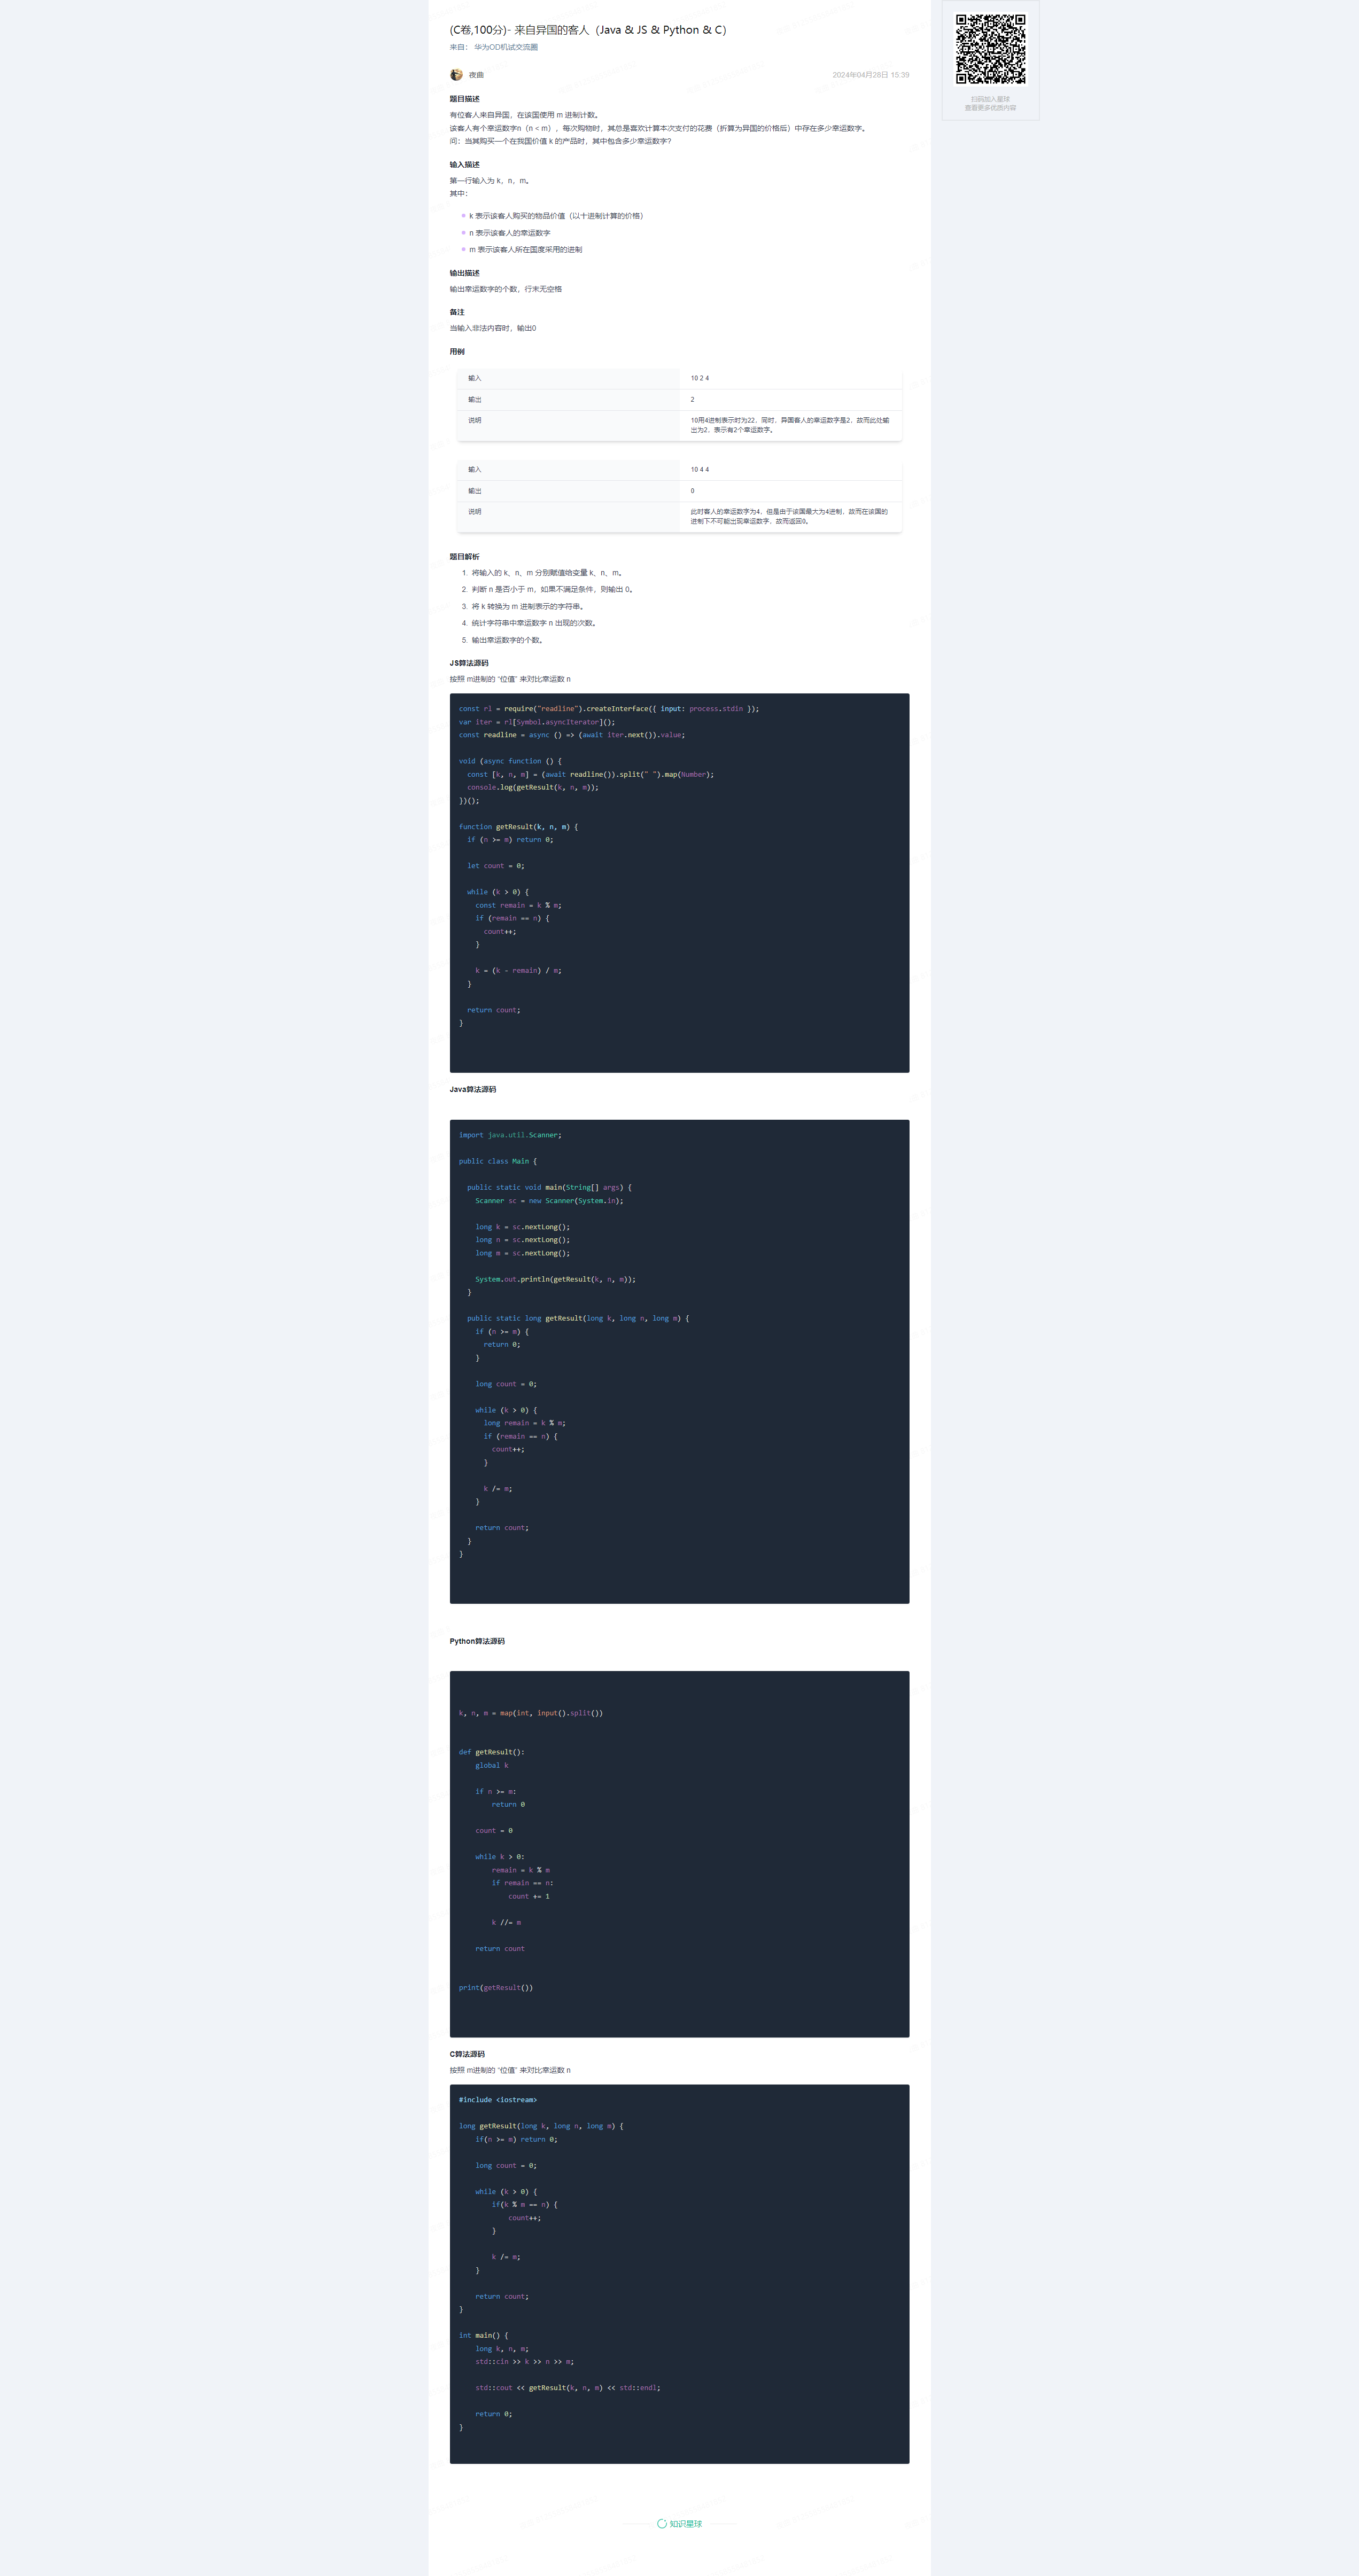 (C卷,100分)- 来自异国的客人（Java & JS & Python & C）
来自： 华为OD机试交流圈
夜曲
2024年04月28日 15:39
扫码加入星球
查看更多优质内容
题目描述
有位客人来自异国，在该国使用 m 进制计数。
该客人有个幸运数字n（n < m），每次购物时，其总是喜欢计算本次支付的花费（折算为异国的价格后）中存在多少幸运数字。
问：当其购买一个在我国价值 k 的产品时，其中包含多少幸运数字？
输入描述
第一行输入为 k，n，m。
其中：
k 表示该客人购买的物品价值（以十进制计算的价格）
n 表示该客人的幸运数字
m 表示该客人所在国度采用的进制
输出描述
输出幸运数字的个数，行末无空格
备注
当输入非法内容时，输出0
用例
输入 10 2 4
输出 2
说明 10用4进制表示时为22，同时，异国客人的幸运数字是2，故而此处输
出为2，表示有2个幸运数字。
输入 10 4 4
输出 0
说明 此时客人的幸运数字为4，但是由于该国最大为4进制，故而在该国的
进制下不可能出现幸运数字，故而返回0。
题目解析
1. 将输入的 k、n、m 分别赋值给变量 k、n、m。
2. 判断 n 是否小于 m，如果不满足条件，则输出 0。
3. 将 k 转换为 m 进制表示的字符串。
4. 统计字符串中幸运数字 n 出现的次数。
5. 输出幸运数字的个数。
JS算法源码
按照 m进制的 “位值” 来对比幸运数 n
const rl = require("readline").createInterface({ input: process.stdin });
var iter = rl[Symbol.asyncIterator]();
const readline = async () => (await iter.next()).value;
void (async function () {
const [k, n, m] = (await readline()).split(" ").map(Number);
console.log(getResult(k, n, m));
})();
function getResult(k, n, m) {
if (n >= m) return 0;
let count = 0;
while (k > 0) {
const remain = k % m;
if (remain == n) {
count++;
}
k = (k - remain) / m;
}
return count;
}
Java算法源码
import java.util.Scanner;
public class Main {
public static void main(String[] args) {
Scanner sc = new Scanner(System.in);
long k = sc.nextLong();
long n = sc.nextLong();
long m = sc.nextLong();
System.out.println(getResult(k, n, m));
}
public static long getResult(long k, long n, long m) {
if (n >= m) {
return 0;
}
long count = 0;
while (k > 0) {
long remain = k % m;
if (remain == n) {
count++;
}
k /= m;
}
return count;
}
}
Python算法源码
k, n, m = map(int, input().split())
def getResult():
global k
if n >= m:
return 0
count = 0
while k > 0:
remain = k % m
if remain == n:
count += 1
k //= m
return count
print(getResult())
C算法源码
按照 m进制的 “位值” 来对比幸运数 n
#include <iostream>
long getResult(long k, long n, long m) {
if(n >= m) return 0;
long count = 0;
while (k > 0) {
if(k % m == n) {
count++;
}
k /= m;
}
return count;
}
int main() {
long k, n, m;
std::cin >> k >> n >> m;
std::cout << getResult(k, n, m) << std::endl;
return 0;
}
知识星球